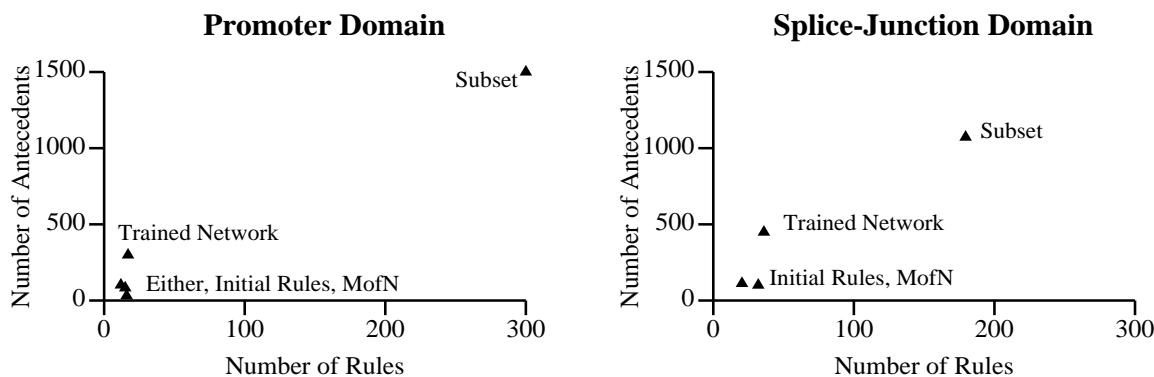 Promoter Domain
Number of Antecedents
1500
1000
500
0
Subset
Trained Network
Either, Initial Rules, MofN
0 100 200 300
Number of Rules
Splice-Junction Domain
Number of Antecedents
1500
1000
500
0
Subset
Trained Network
Initial Rules, MofN
0 100 200 300
Number of Rules